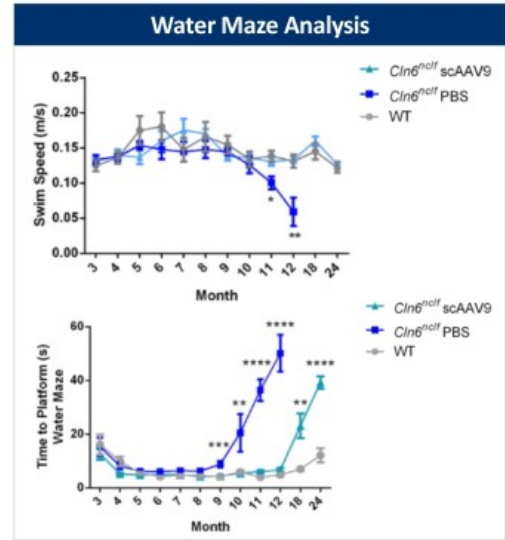 Water Maze Analysis
Cln6nclf scAAV9
Cln6nclf PBS
WT
Swim Speed (m/s)
0.25
0.20
0.15
0.10
0.05
0.00
*
**
3 4 5 6 7 8 9 10 11 12 18 24
Month
Cln6nclf scAAV9
Cln6nclf PBS
WT
Time to Platform (s)
Water Maze
60
40
20
0
***
**
****
****
**
****
3 4 5 6 7 8 9 10 11 12 18 24
Month